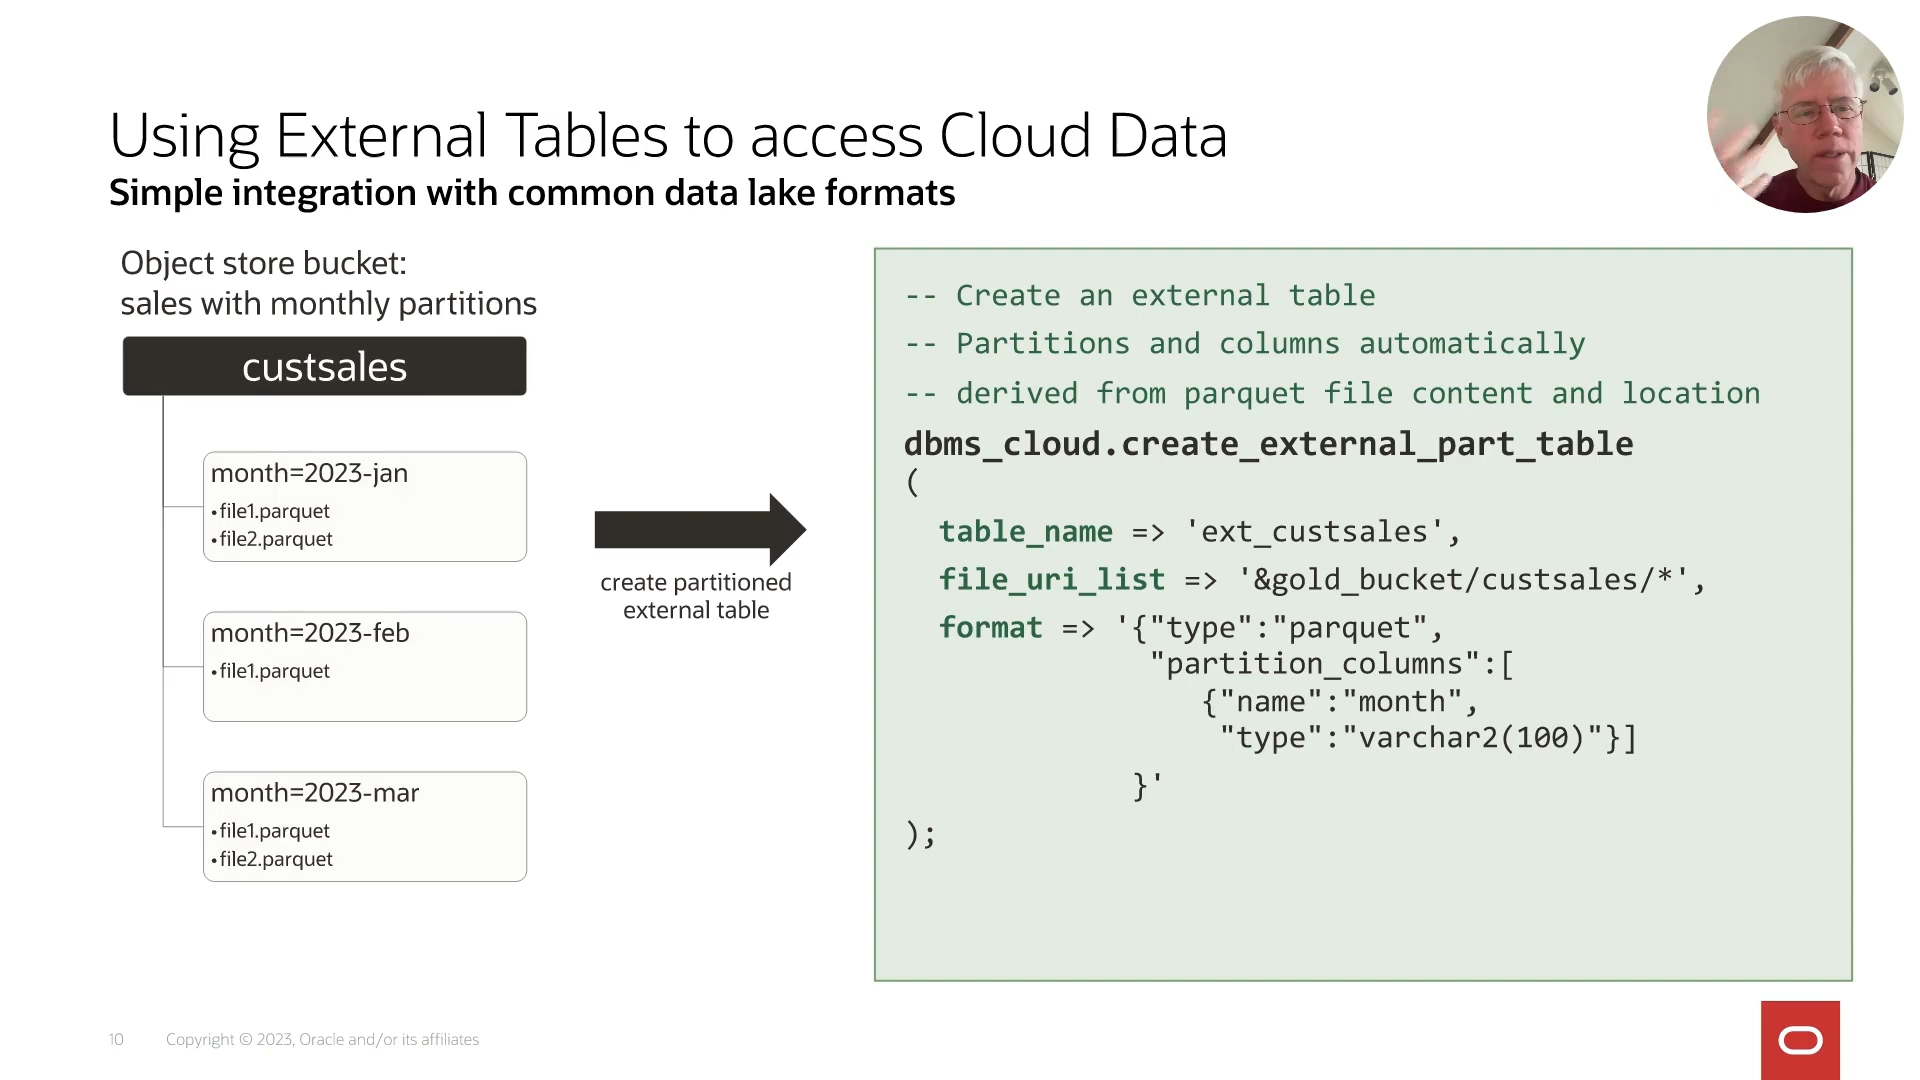 Using External Tables to access Cloud Data
Simple integration with common data lake formats
Object store bucket:
sales with monthly partitions
custsales
month=2023-jan
•file1.parquet
•file2.parquet
month=2023-feb
•file1.parquet
month=2023-mar
•file1.parquet
•file2.parquet
create partitioned
external table
-- Create an external table
-- Partitions and columns automatically
-- derived from parquet file content and location
dbms_cloud.create_external_part_table
(
table_name => 'ext_custsales',
file_uri_list => '&gold_bucket/custsales/*',
format => '{"type":"parquet",
"partition_columns":[
{"name":"month",
"type":"varchar2(100)"}]
}'
);
10 Copyright © 2023, Oracle and/or its affiliates